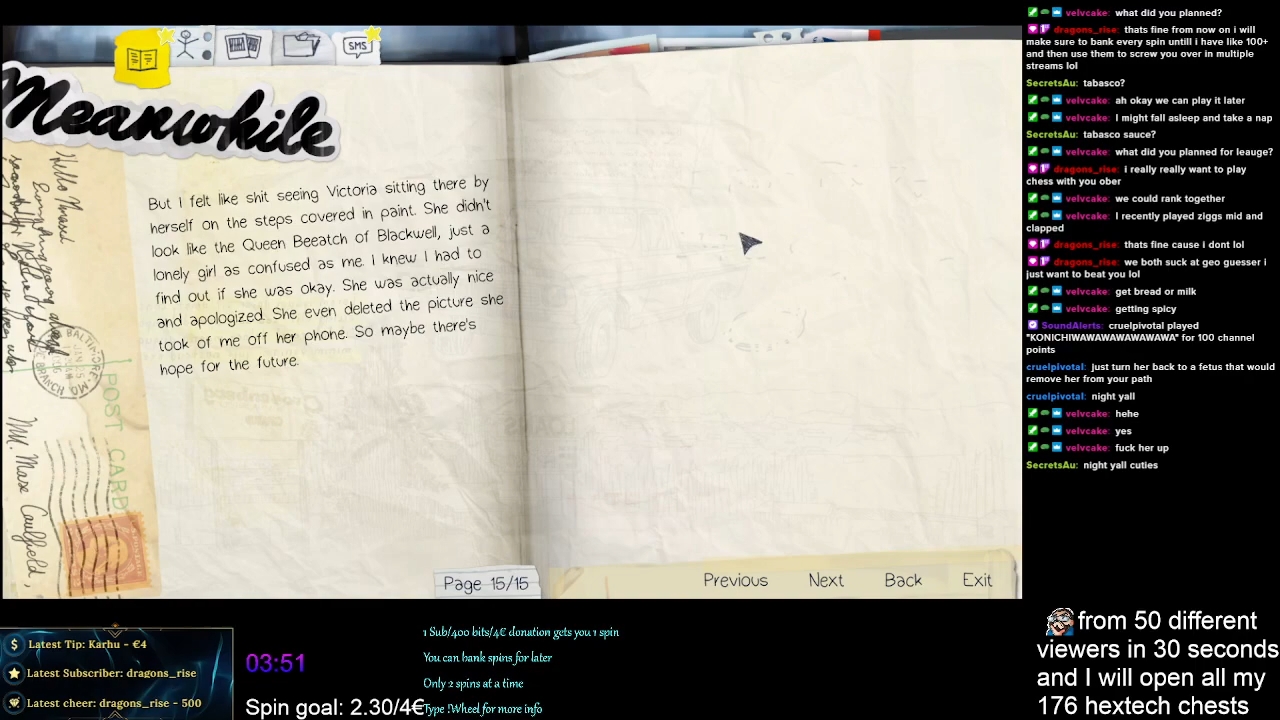 SMS
Meanwhile
But I felt like shit seeing Victoria sitting there by
herself on the steps covered in paint. She didn't
look like the Queen Beeatch of Blackwell, just a
lonely girl as confused as me. I knew I had to
find out if she was okay. She was actually nice
and apologized. She even deleted the picture she
took of me off her phone. So maybe there's
hope for the future.
POST CARD
Page 15/15
Previous
Next
Back
Exit
velvcake: what did you planned?
dragons_rise: thats fine from now on i will
make sure to bank every spin untill i have like 100+
and then use them to screw you over in multiple
streams lol
SecretsAu: tabasco?
velvcake: ah okay we can play it later
velvcake: I might fall asleep and take a nap
SecretsAu: tabasco sauce?
velvcake: what did you planned for leauge?
dragons_rise: I really really want to play
chess with you ober
velvcake: we could rank together
velvcake: I recently played ziggs mid and
clapped
dragons_rise: thats fine cause i dont lol
dragons_rise: we both suck at geo guesser i
just want to beat you lol
velvcake: get bread or milk
velvcake: getting spicy
SoundAlerts: cruelpivotal played
"KONICHIWAWAWAWAWAWAWA" for 100 channel
points
cruelpivotal: just turn her back to a fetus that would
remove her from your path
cruelpivotal: night yall
velvcake: hehe
velvcake: yes
velvcake: fuck her up
SecretsAu: night yall cuties
$ Latest Tip: Karhu - €4
Latest Subscriber: dragons_rise
Latest cheer: dragons_rise - 500
03:51
Spin goal: 2.30/4€
1 Sub/400 bits/4€ donation gets you 1 spin
You can bank spins for later
Only 2 spins at a time
Type !Wheel for more info
from 50 different
viewers in 30 seconds
and I will open all my
176 hextech chests